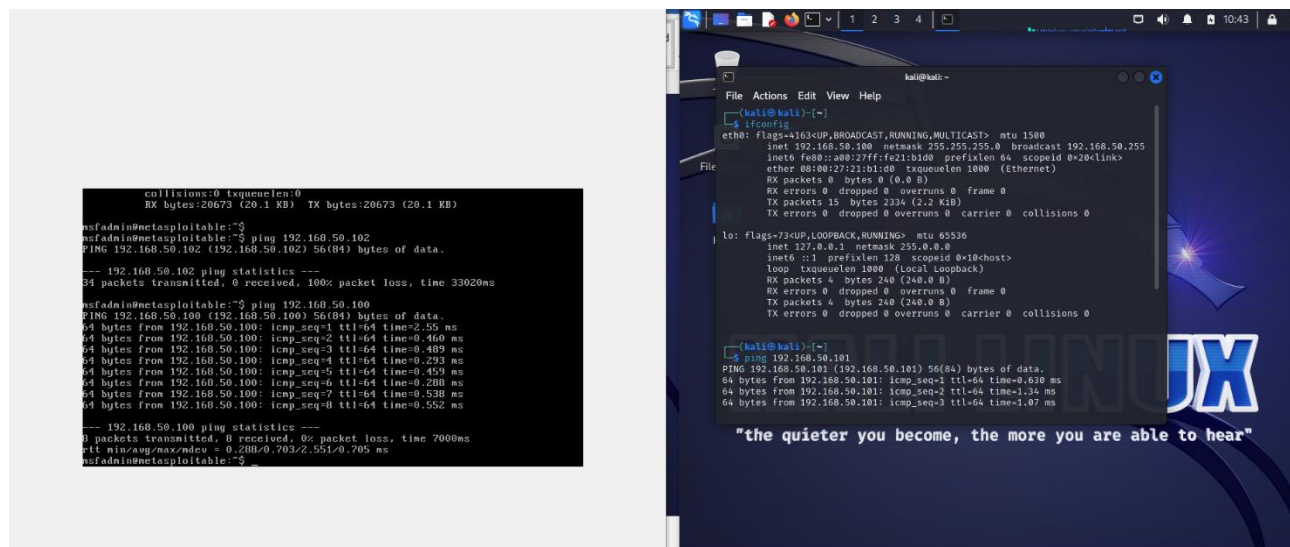 collisions:0 txqueuelen:0
RX bytes:20673 (20.1 KB)  TX bytes:20673 (20.1 KB)
msfadmin@metasploitable:~$
msfadmin@metasploitable:~$ ping 192.168.50.102
PING 192.168.50.102 (192.168.50.102) 56(84) bytes of data.
--- 192.168.50.102 ping statistics ---
34 packets transmitted, 0 received, 100% packet loss, time 33020ms
msfadmin@metasploitable:~$ ping 192.168.50.100
PING 192.168.50.100 (192.168.50.100) 56(84) bytes of data.
64 bytes from 192.168.50.100: icmp_seq=1 ttl=64 time=2.55 ms
64 bytes from 192.168.50.100: icmp_seq=2 ttl=64 time=0.460 ms
64 bytes from 192.168.50.100: icmp_seq=3 ttl=64 time=0.489 ms
64 bytes from 192.168.50.100: icmp_seq=4 ttl=64 time=0.293 ms
64 bytes from 192.168.50.100: icmp_seq=5 ttl=64 time=0.459 ms
64 bytes from 192.168.50.100: icmp_seq=6 ttl=64 time=0.288 ms
64 bytes from 192.168.50.100: icmp_seq=7 ttl=64 time=0.538 ms
64 bytes from 192.168.50.100: icmp_seq=8 ttl=64 time=0.552 ms
--- 192.168.50.100 ping statistics ---
8 packets transmitted, 8 received, 0% packet loss, time 7000ms
rtt min/avg/max/mdev = 0.288/0.703/2.551/0.705 ms
msfadmin@metasploitable:~$ _
1 2 3 4
10:43
kali@kali: ~
File Actions Edit View Help
(kali㉿kali)-[~]
$ ifconfig
eth0: flags=4163<UP,BROADCAST,RUNNING,MULTICAST>  mtu 1500
inet 192.168.50.100  netmask 255.255.255.0  broadcast 192.168.50.255
inet6 fe80::a00:27ff:fe21:b1d0  prefixlen 64  scopeid 0×20<link>
ether 08:00:27:21:b1:d0  txqueuelen 1000  (Ethernet)
RX packets 0  bytes 0 (0.0 B)
RX errors 0  dropped 0  overruns 0  frame 0
TX packets 15  bytes 2334 (2.2 KiB)
TX errors 0  dropped 0 overruns 0  carrier 0  collisions 0
lo: flags=73<UP,LOOPBACK,RUNNING>  mtu 65536
inet 127.0.0.1  netmask 255.0.0.0
inet6 ::1  prefixlen 128  scopeid 0×10<host>
loop  txqueuelen 1000  (Local Loopback)
RX packets 4  bytes 240 (240.0 B)
RX errors 0  dropped 0  overruns 0  frame 0
TX packets 4  bytes 240 (240.0 B)
TX errors 0  dropped 0 overruns 0  carrier 0  collisions 0
(kali㉿kali)-[~]
$ ping 192.168.50.101
PING 192.168.50.101 (192.168.50.101) 56(84) bytes of data.
64 bytes from 192.168.50.101: icmp_seq=1 ttl=64 time=0.630 ms
64 bytes from 192.168.50.101: icmp_seq=2 ttl=64 time=1.34 ms
64 bytes from 192.168.50.101: icmp_seq=3 ttl=64 time=1.07 ms
"the quieter you become, the more you are able to hear"